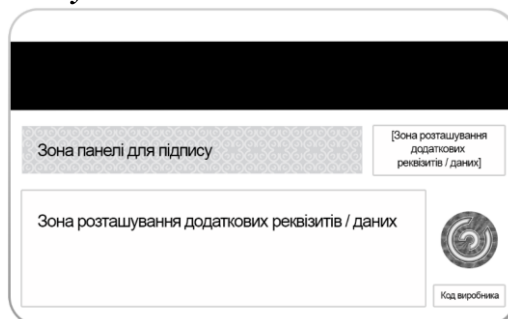 Зона панелі для підпису
[Зона розташування
додаткових
реквізитів / даних]
Зона розташування додаткових реквізитів / даних
Код виробника